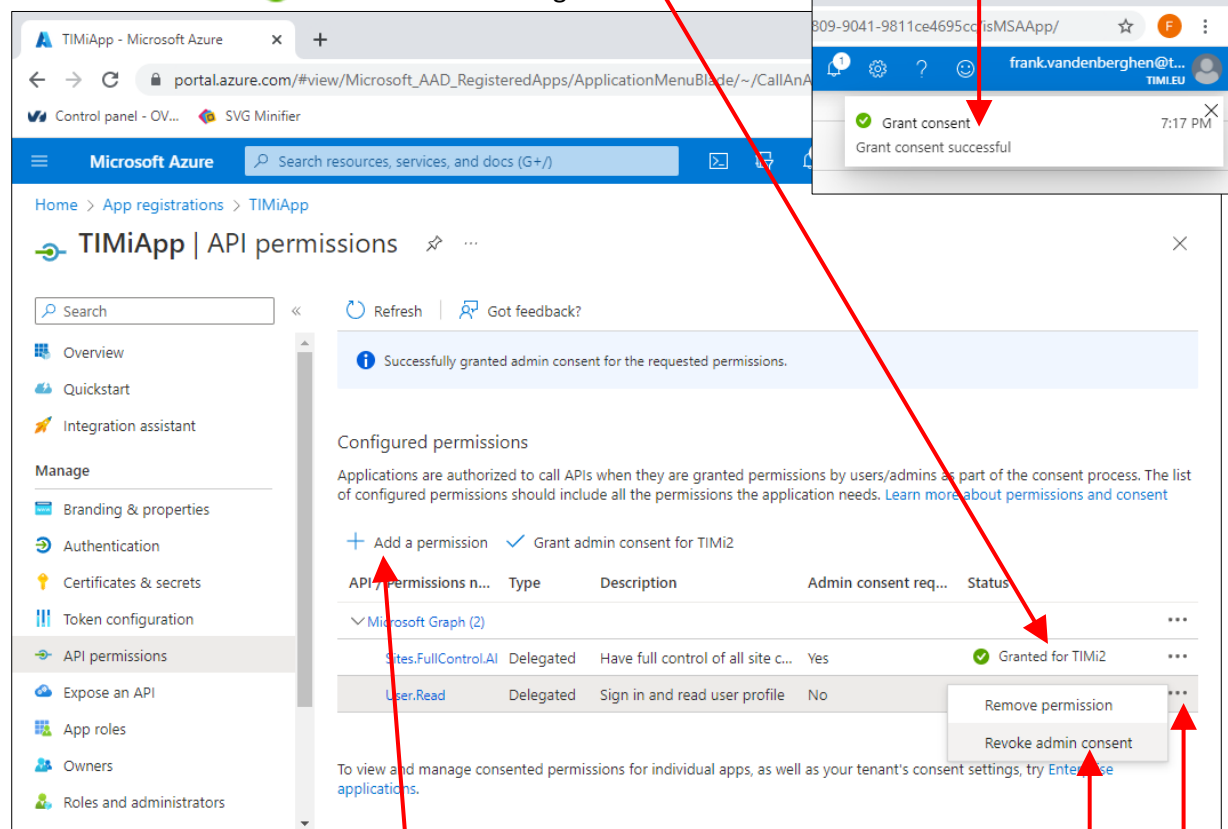 TIMiApp - Microsoft Azure
portal.azure.com/#view/Microsoft_AAD_RegisteredApps/ApplicationMenuBlade/~/CallAnA
Control panel - OV... SVG Minifier
Microsoft Azure Search resources, services, and docs (G+/)
809-9041-9811ce4695cc/isMSAApp/ F
1 frank.vandenberghen@t...
TIMI.EU
Grant consent 7:17 PM
Grant consent successful
Home > App registrations > TIMiApp
TIMiApp | API permissions ...
Search « Refresh Got feedback?
Overview
Quickstart
Integration assistant
Manage
Branding & properties
Authentication
Certificates & secrets
Token configuration
API permissions
Expose an API
App roles
Owners
Roles and administrators
Successfully granted admin consent for the requested permissions.
Configured permissions
Applications are authorized to call APIs when they are granted permissions by users/admins as part of the consent process. The list
of configured permissions should include all the permissions the application needs. Learn more about permissions and consent
Add a permission Grant admin consent for TIMi2
API / Permissions n... Type Description Admin consent req... Status
Microsoft Graph (2) ...
Sites.FullControl.Al Delegated Have full control of all site c... Yes Granted for TIMi2 ...
User.Read Delegated Sign in and read user profile No ...
Remove permission
Revoke admin consent
To view and manage consented permissions for individual apps, as well as your tenant's consent settings, try Enterprise
applications.